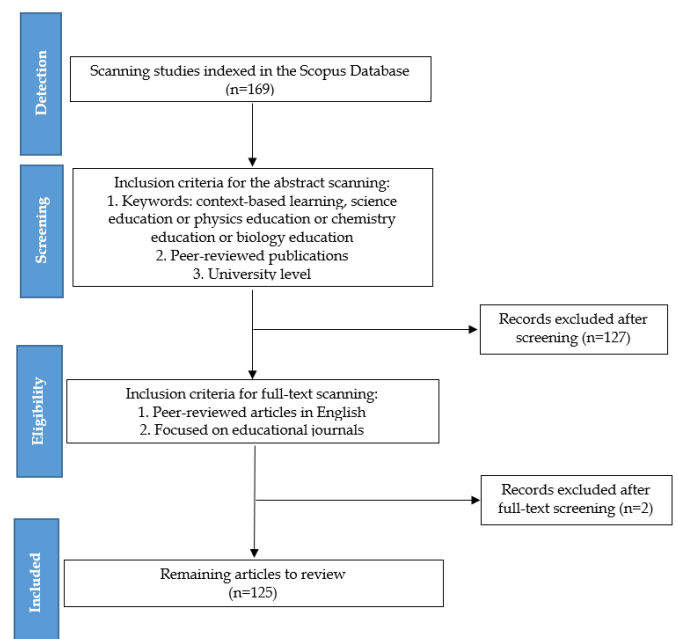 Detection
Scanning studies indexed in the Scopus Database
(n=169)
Screening
Inclusion criteria for the abstract scanning:
1. Keywords: context-based learning, science
education or physics education or chemistry
education or biology education
2. Peer-reviewed publications
3. University level
Records excluded after
screening (n=127)
Eligibility
Inclusion criteria for full-text scanning:
1. Peer-reviewed articles in English
2. Focused on educational journals
Records excluded after
full-text screening (n=2)
Included
Remaining articles to review
(n=125)